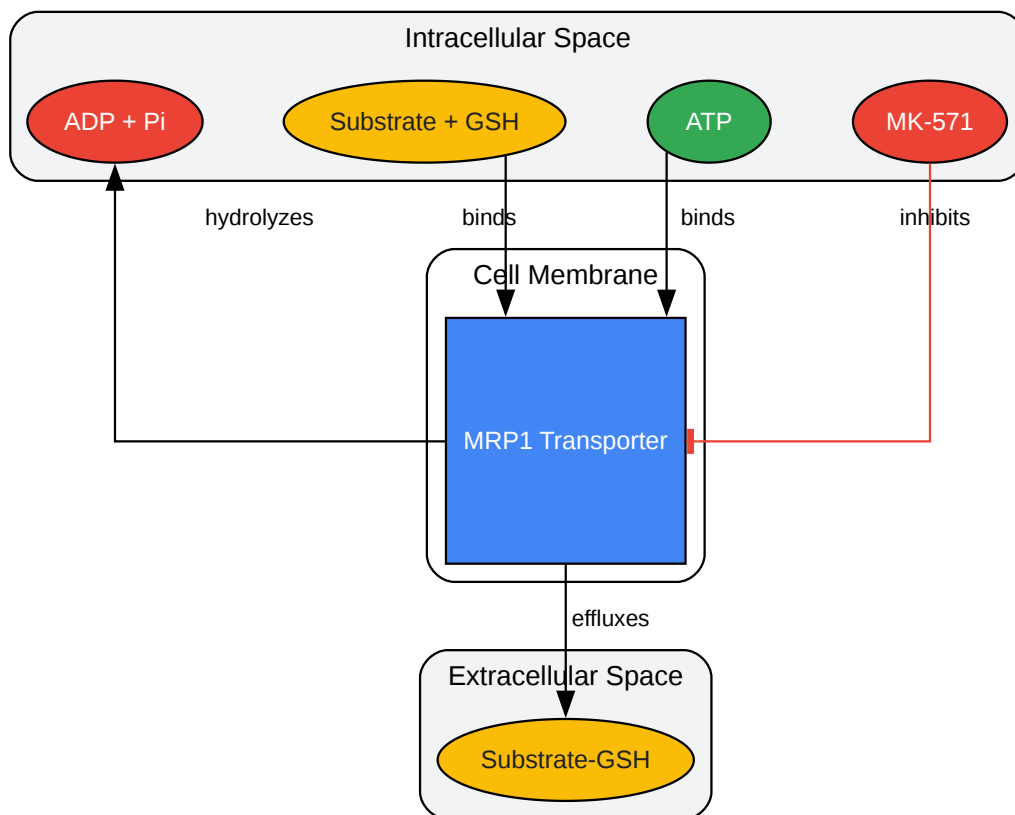 Intracellular Space
ADP + Pi
Substrate + GSH
ATP
MK-571
hydrolyzes
binds
binds
inhibits
Cell Membrane
MRP1 Transporter
effluxes
Extracellular Space
Substrate-GSH